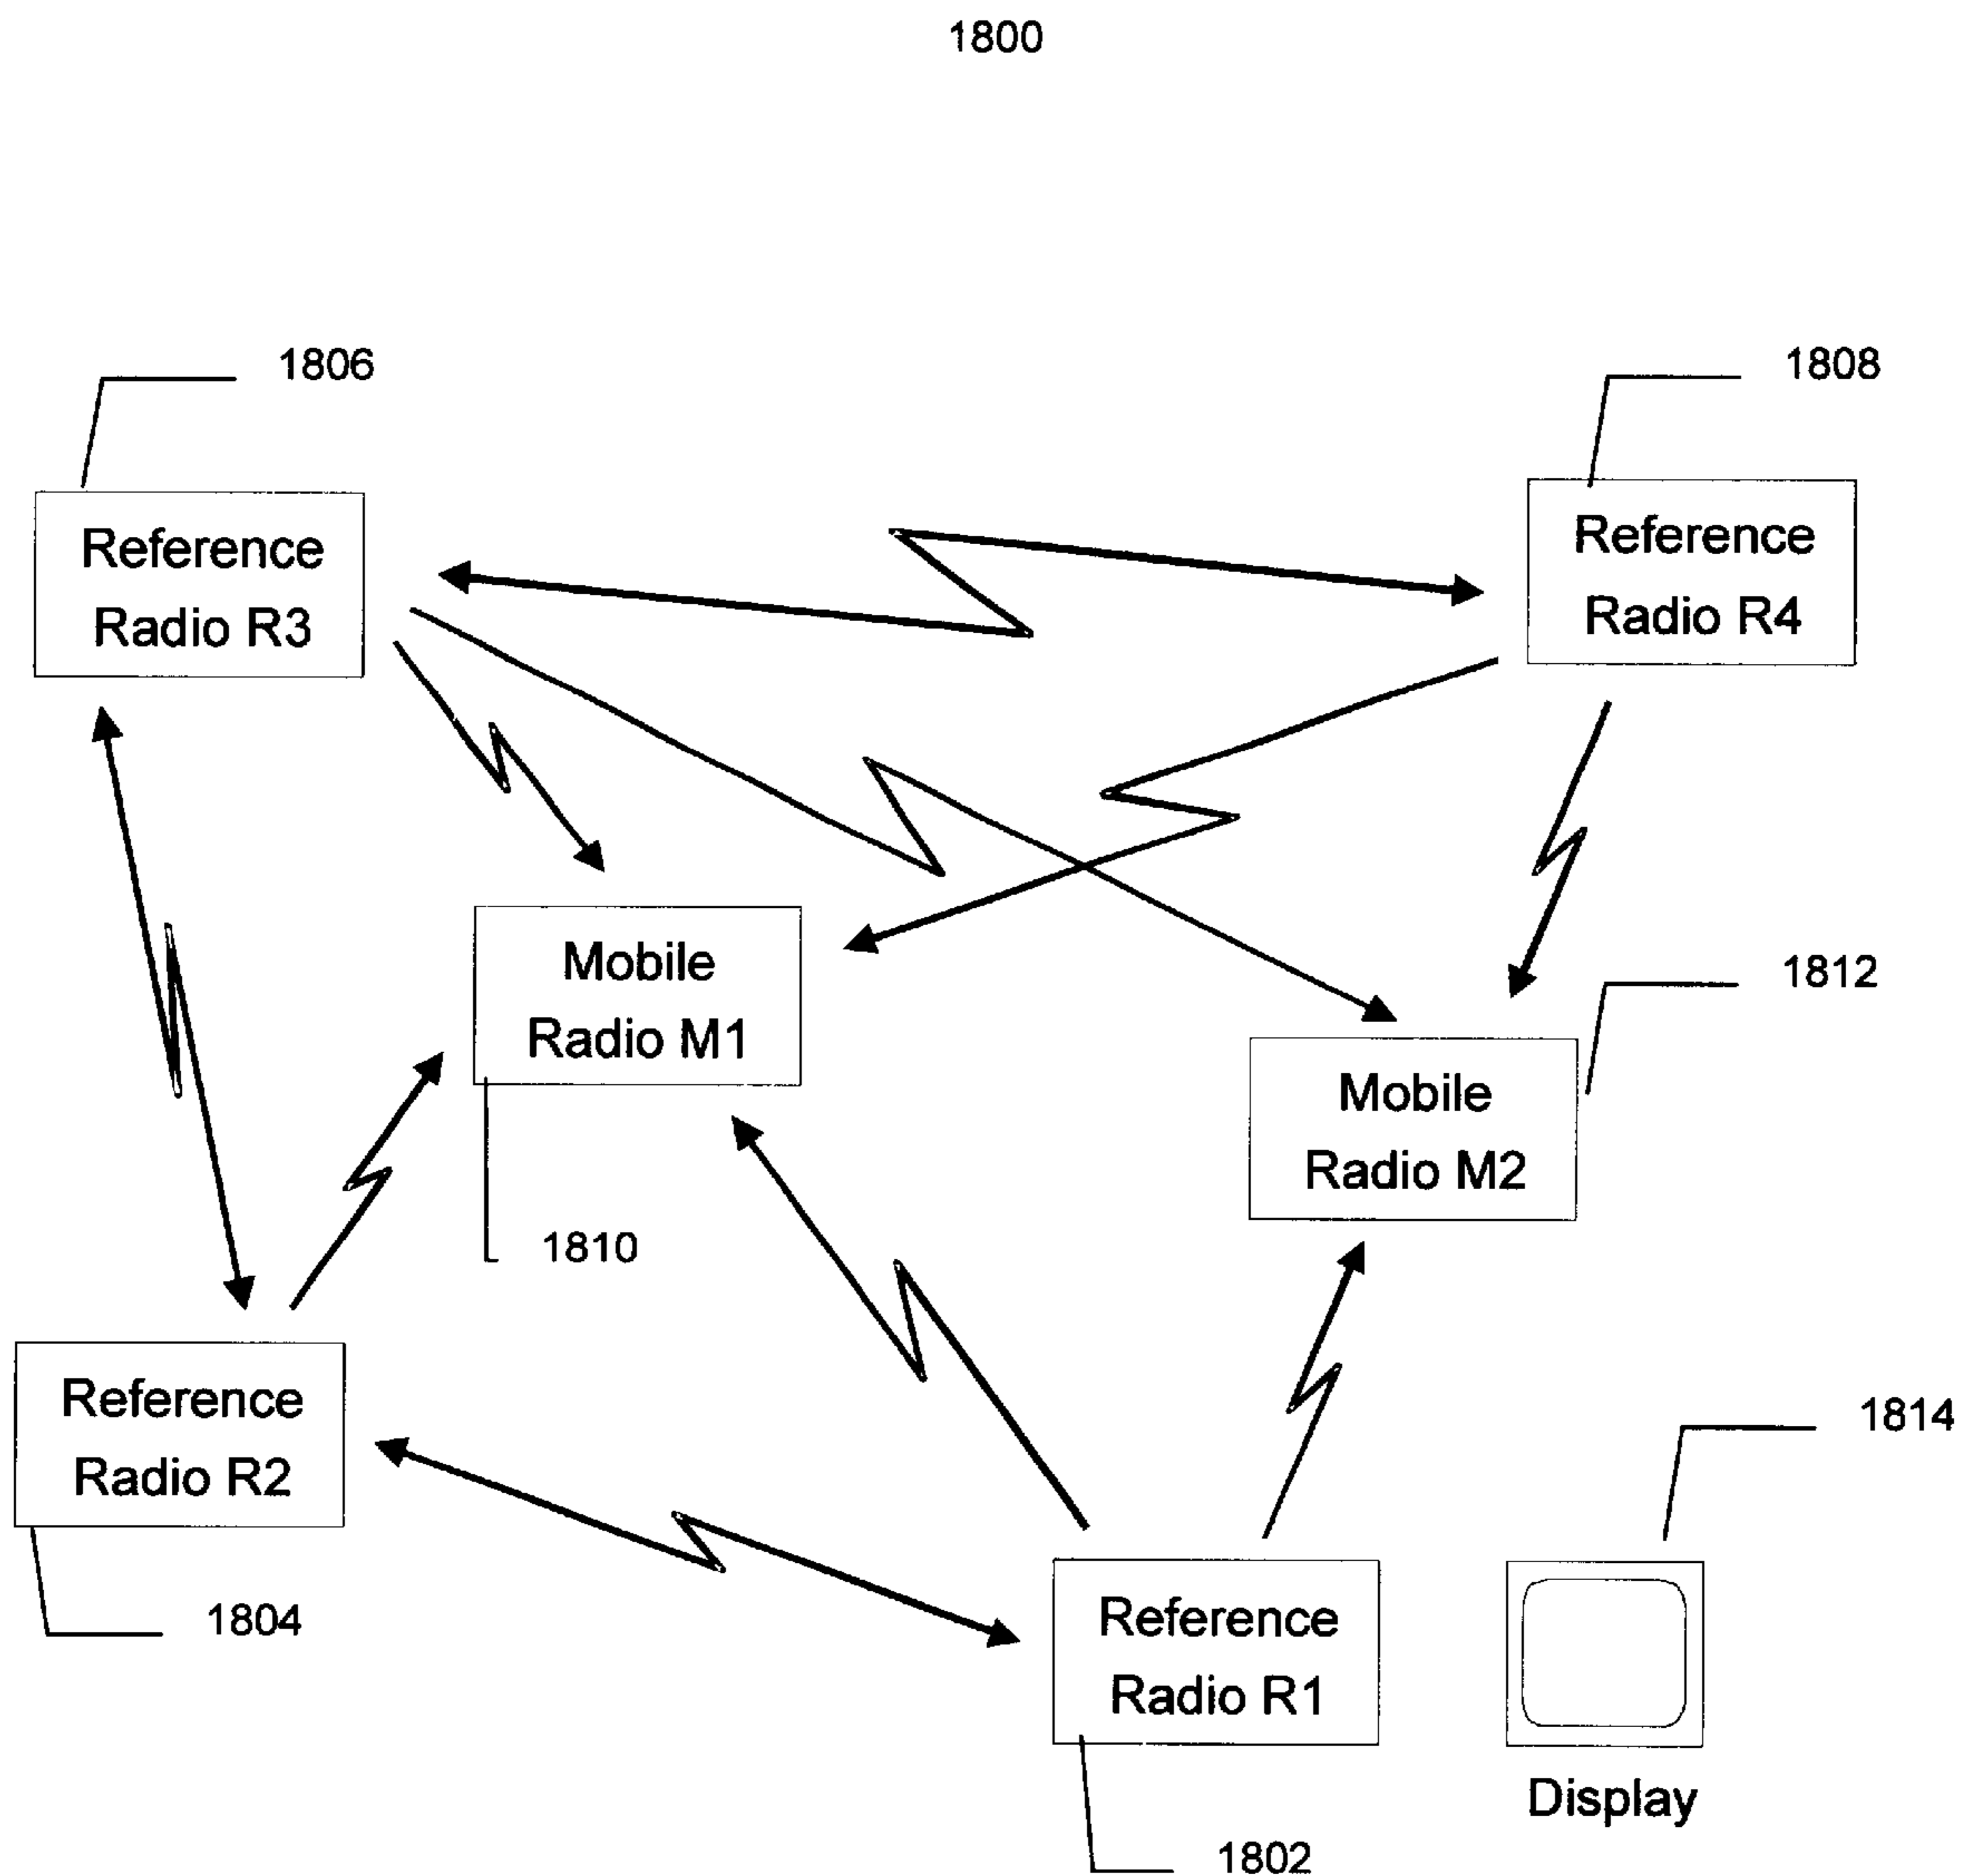 1800
1806
1808
Reference
Radio R3
Reference
Radio R4
Mobile
Radio M1
1812
Mobile
Radio M2
1810
Reference
Radio R2
1814
1804
Reference
Radio R1
Display
1802